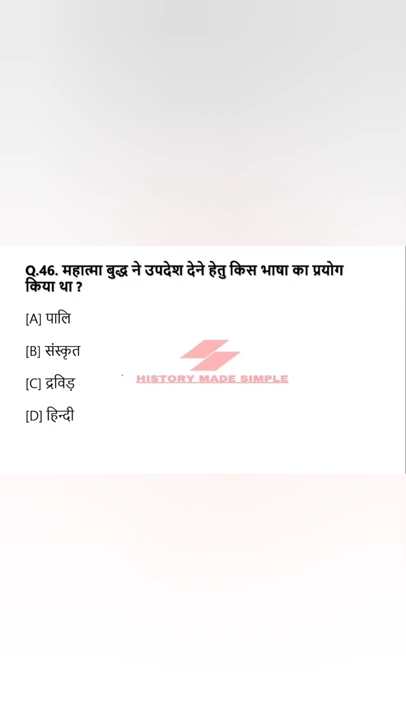 Q.46. महात्मा बुद्ध ने उपदेश देने हेतु किस भाषा का प्रयोग
किया था ?
[A] पालि
[B] संस्कृत
[C] द्रविड़
[D] हिन्दी
HISTORY MADE SIMPLE